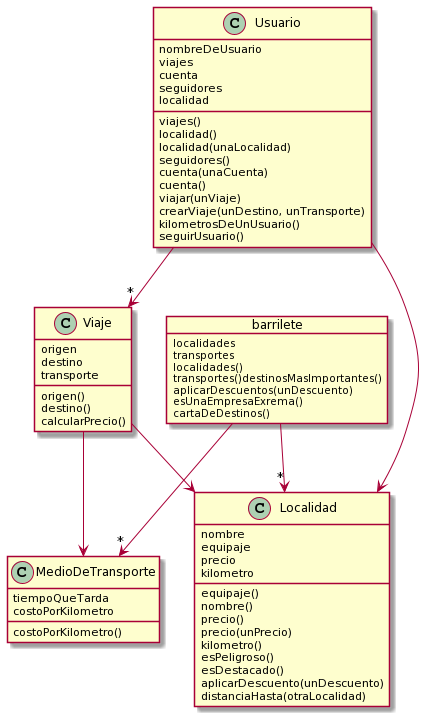 C Usuario
nombreDeUsuario
viajes
cuenta
seguidores
localidad
viajes()
localidad()
localidad(unaLocalidad)
seguidores()
cuenta(unaCuenta)
cuenta()
viajar(unViaje)
crearViaje(unDestino, unTransporte)
kilometrosDeUnUsuario()
seguirUsuario()
*
C Viaje
origen
destino
transporte
origen()
destino()
calcularPrecio()
barrilete
localidades
transportes
localidades()
transportes()destinosMasImportantes()
aplicarDescuentos(unDescuento)
esUnaEmpresaExrema()
cartaDeDestinos()
*
*
C MedioDeTransporte
tiempoQueTarda
costoPorKilometro
costoPorKilometro()
C Localidad
nombre
equipaje
precio
kilometro
equipaje()
nombre()
precio()
precio(unPrecio)
kilometro()
esPeligroso()
esDestacado()
aplicarDescuento(unDescuento)
distanciaHasta(otraLocalidad)